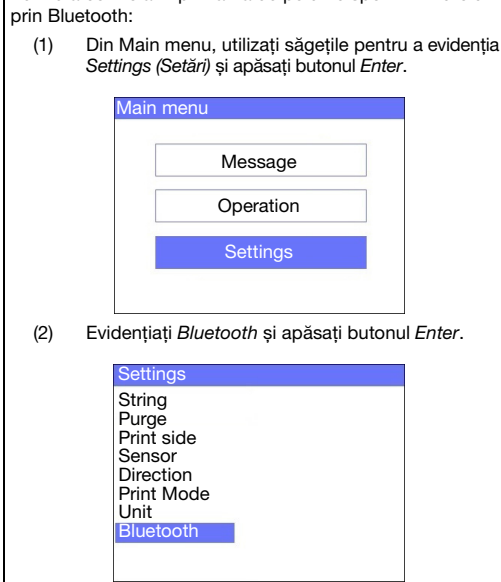 prin Bluetooth:
(1) Din Main menu, utilizați săgețile pentru a evidenția
Settings (Setări) și apăsați butonul Enter.
Main menu
Message
Operation
Settings
(2) Evidențiați Bluetooth și apăsați butonul Enter.
Settings
String
Purge
Print side
Sensor
Direction
Print Mode
Unit
Bluetooth